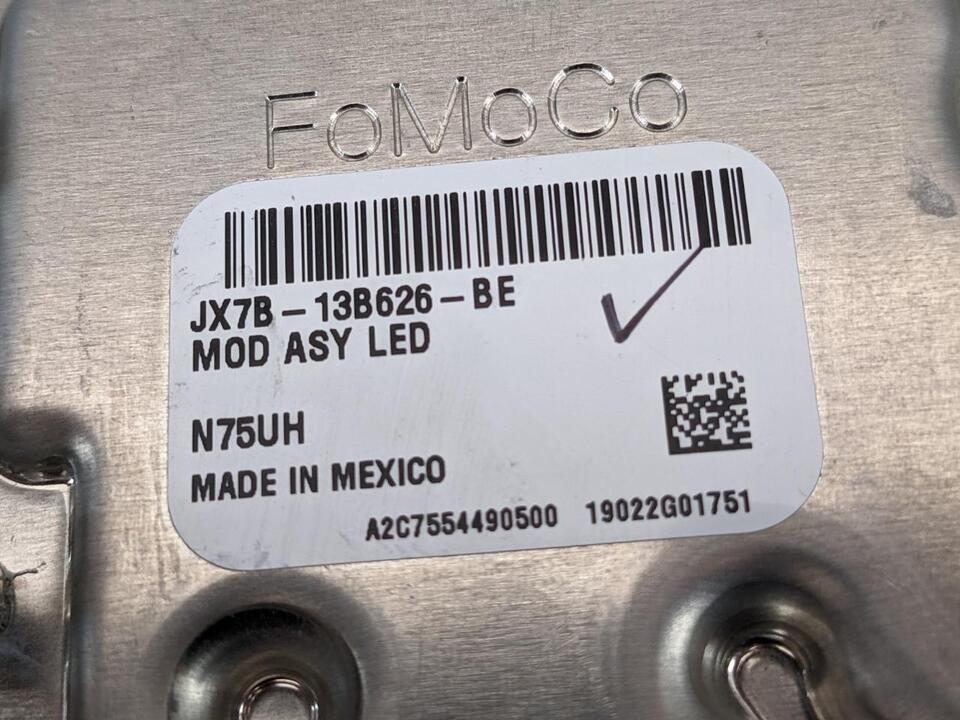 FoMoCo
JX7B-13B626-BE
MOD ASY LED
N75UH
MADE IN MEXICO
A2C7554490500 19022G01751